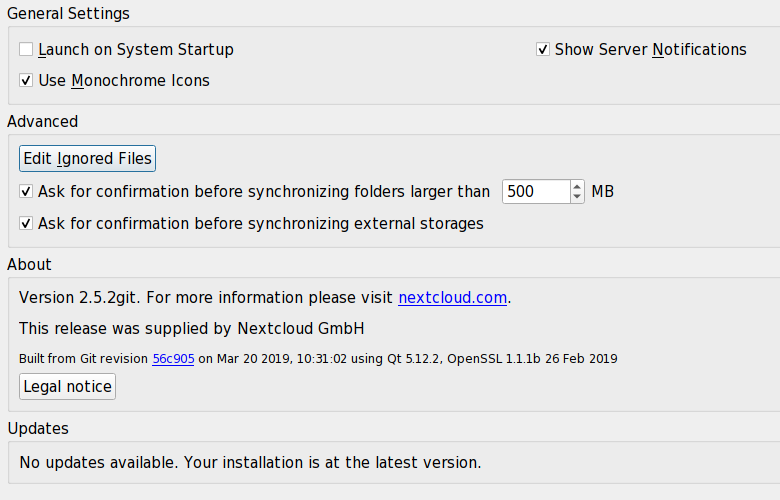 General Settings
Launch on System Startup
Show Server Notifications
Use Monochrome Icons
Advanced
Edit Ignored Files
Ask for confirmation before synchronizing folders larger than 500 MB
Ask for confirmation before synchronizing external storages
About
Version 2.5.2git. For more information please visit nextcloud.com.
This release was supplied by Nextcloud GmbH
Built from Git revision 56c905 on Mar 20 2019, 10:31:02 using Qt 5.12.2, OpenSSL 1.1.1b 26 Feb 2019
Legal notice
Updates
No updates available. Your installation is at the latest version.